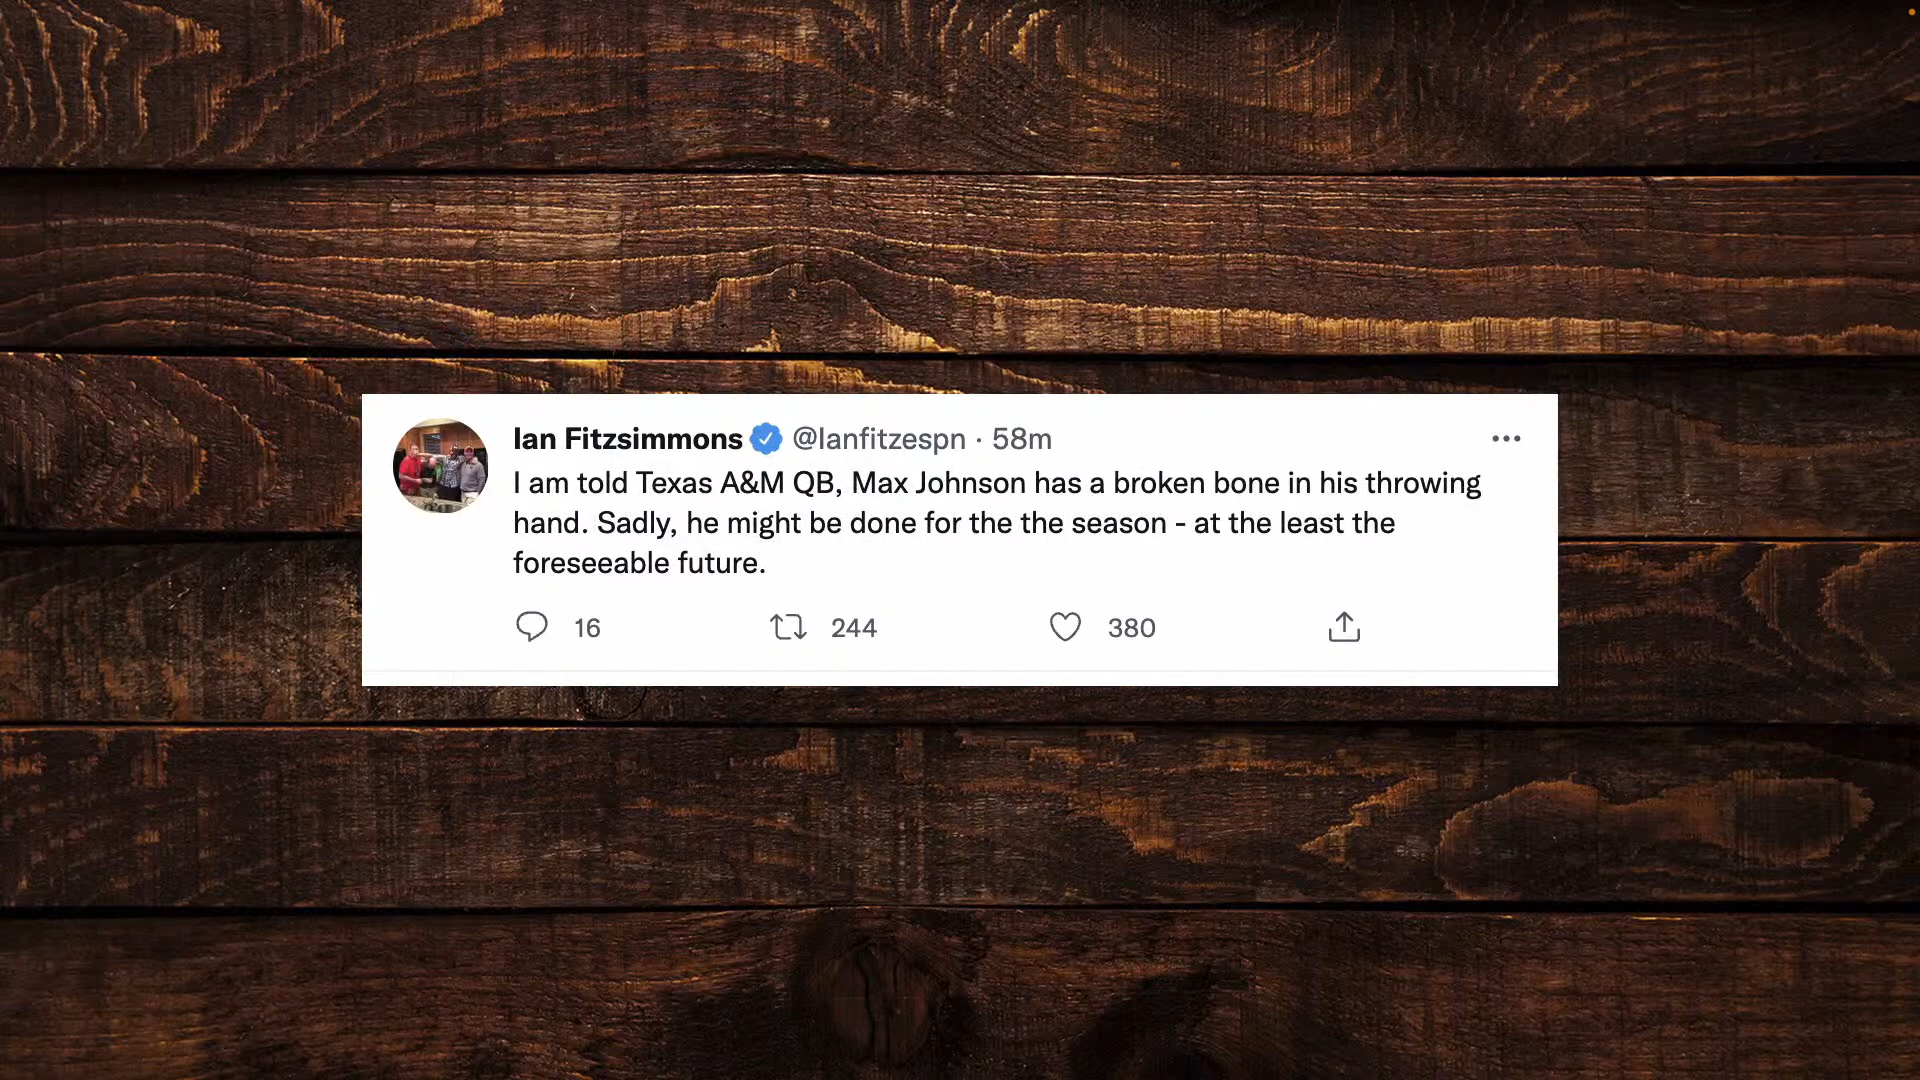 Ian Fitzsimmons @Ianfitzespn · 58m
I am told Texas A&M QB, Max Johnson has a broken bone in his throwing
hand. Sadly, he might be done for the the season - at the least the
foreseeable future.
16 244 380